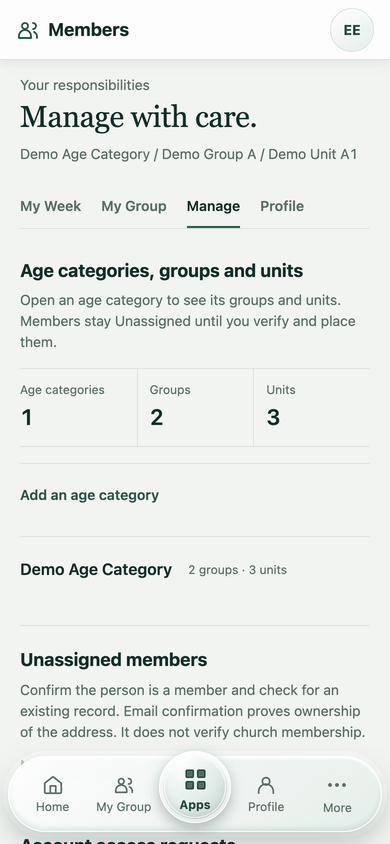 Members
EE
Your responsibilities
Manage with care.
Demo Age Category / Demo Group A / Demo Unit A1
My Week
My Group
Manage
Profile
Age categories, groups and units
Open an age category to see its groups and units.
Members stay Unassigned until you verify and place
them.
Age categories
Groups
Units
1
2
3
Add an age category
Demo Age Category
2 groups · 3 units
Unassigned members
Confirm the person is a member and check for an
existing record. Email confirmation proves ownership
of the address. It does not verify church membership.
Home
My Group
Apps
Profile
More
Account access requests